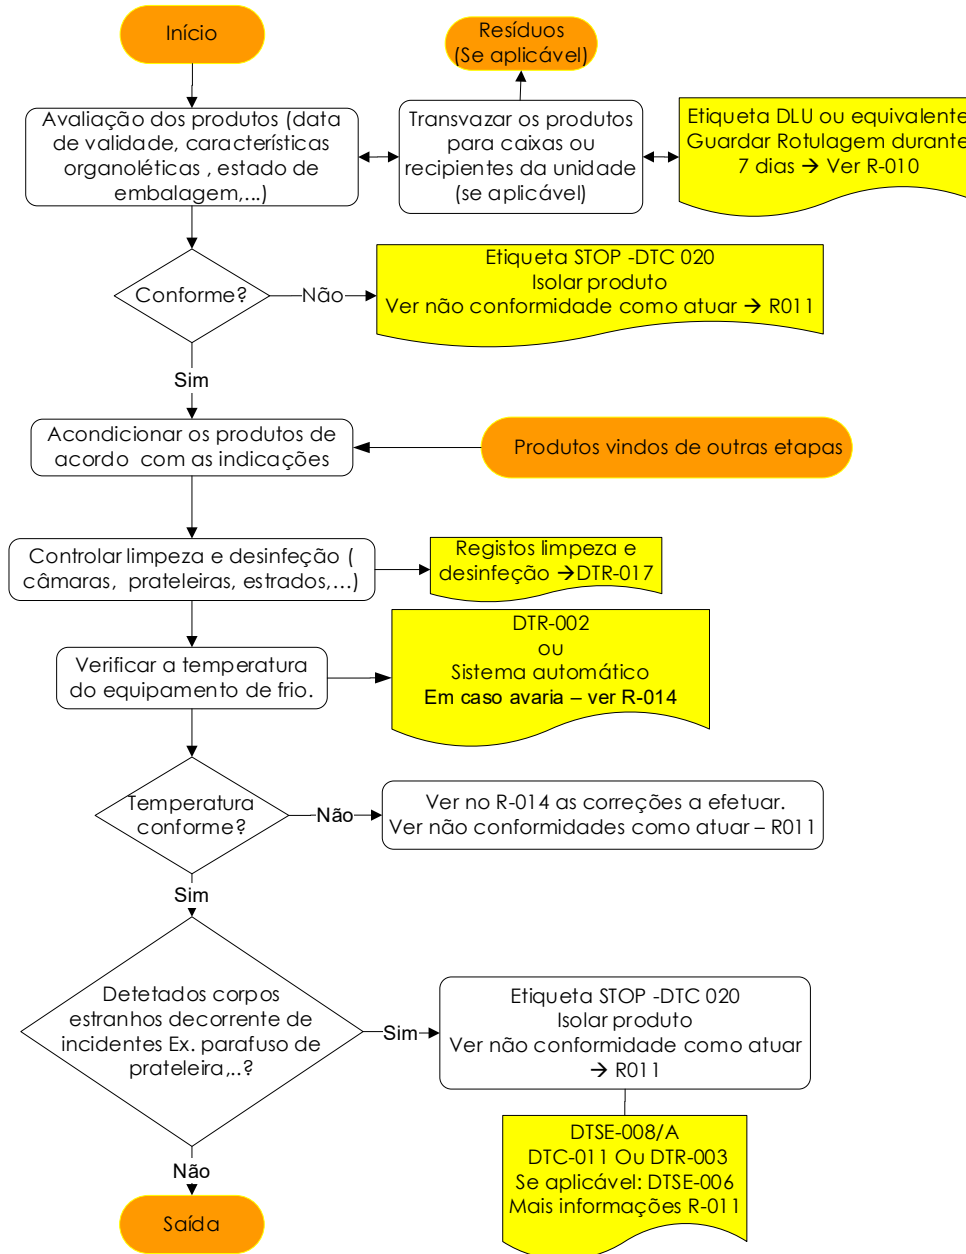 Início
Resíduos
(Se aplicável)
Avaliação dos produtos (data
de validade, características
organoléticas , estado de
embalagem,...)
Transvazar os produtos
para caixas ou
recipientes da unidade
(se aplicável)
Etiqueta DLU ou equivalente
Guardar Rotulagem durante
7 dias → Ver R-010
Conforme?
Não
Etiqueta STOP -DTC 020
Isolar produto
Ver não conformidade como atuar → R011
Sim
Acondicionar os produtos de
acordo com as indicações
Produtos vindos de outras etapas
Controlar limpeza e desinfeção (
câmaras, prateleiras, estrados,...)
Registos limpeza e
desinfeção →DTR-017
Verificar a temperatura
do equipamento de frio.
DTR-002
ou
Sistema automático
Em caso avaria – ver R-014
Temperatura
conforme?
Não
Ver no R-014 as correções a efetuar.
Ver não conformidades como atuar – R011
Sim
Detetados corpos
estranhos decorrente de
incidentes Ex. parafuso de
prateleira,..?
Sim
Etiqueta STOP -DTC 020
Isolar produto
Ver não conformidade como atuar
→ R011
DTSE-008/A
DTC-011 Ou DTR-003
Se aplicável: DTSE-006
Mais informações R-011
Não
Saída